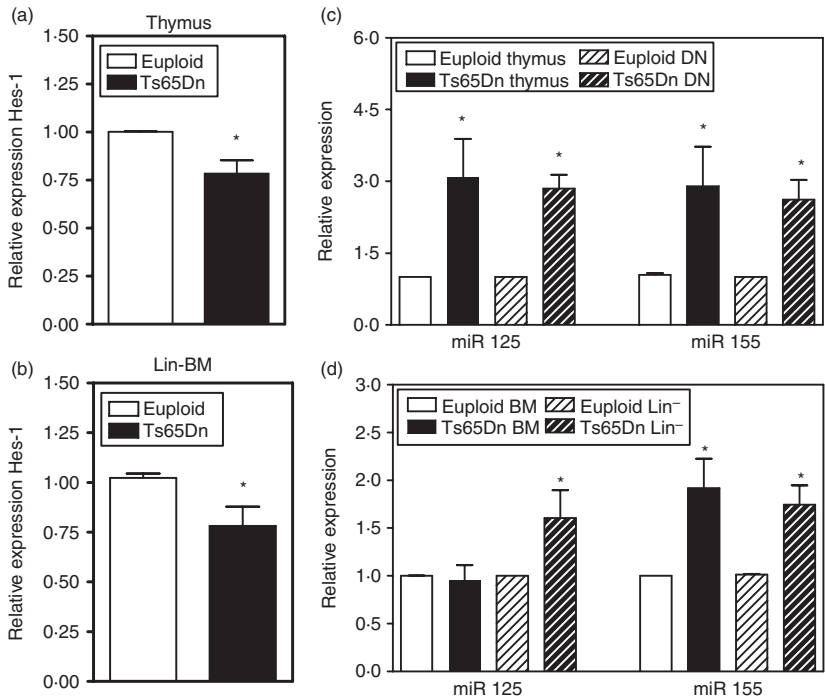 (a)
Thymus
Relative expression Hes-1
1·50
1·25
1·00
0·75
0·50
0·25
0·00
Euploid
Ts65Dn
*
(b)
Lin-BM
Relative expression Hes-1
1·50
1·25
1·00
0·75
0·50
0·25
0·00
Euploid
Ts65Dn
*
(c)
Relative expression
6·0
4·5
3·0
1·5
0·0
Euploid thymus
Ts65Dn thymus
Euploid DN
Ts65Dn DN
* * * *
miR 125 miR 155
(d)
Relative expression
3·0
2·5
2·0
1·5
1·0
0·5
0·0
Euploid BM
Ts65Dn BM
Euploid Lin⁻
Ts65Dn Lin⁻
* * *
miR 125 miR 155